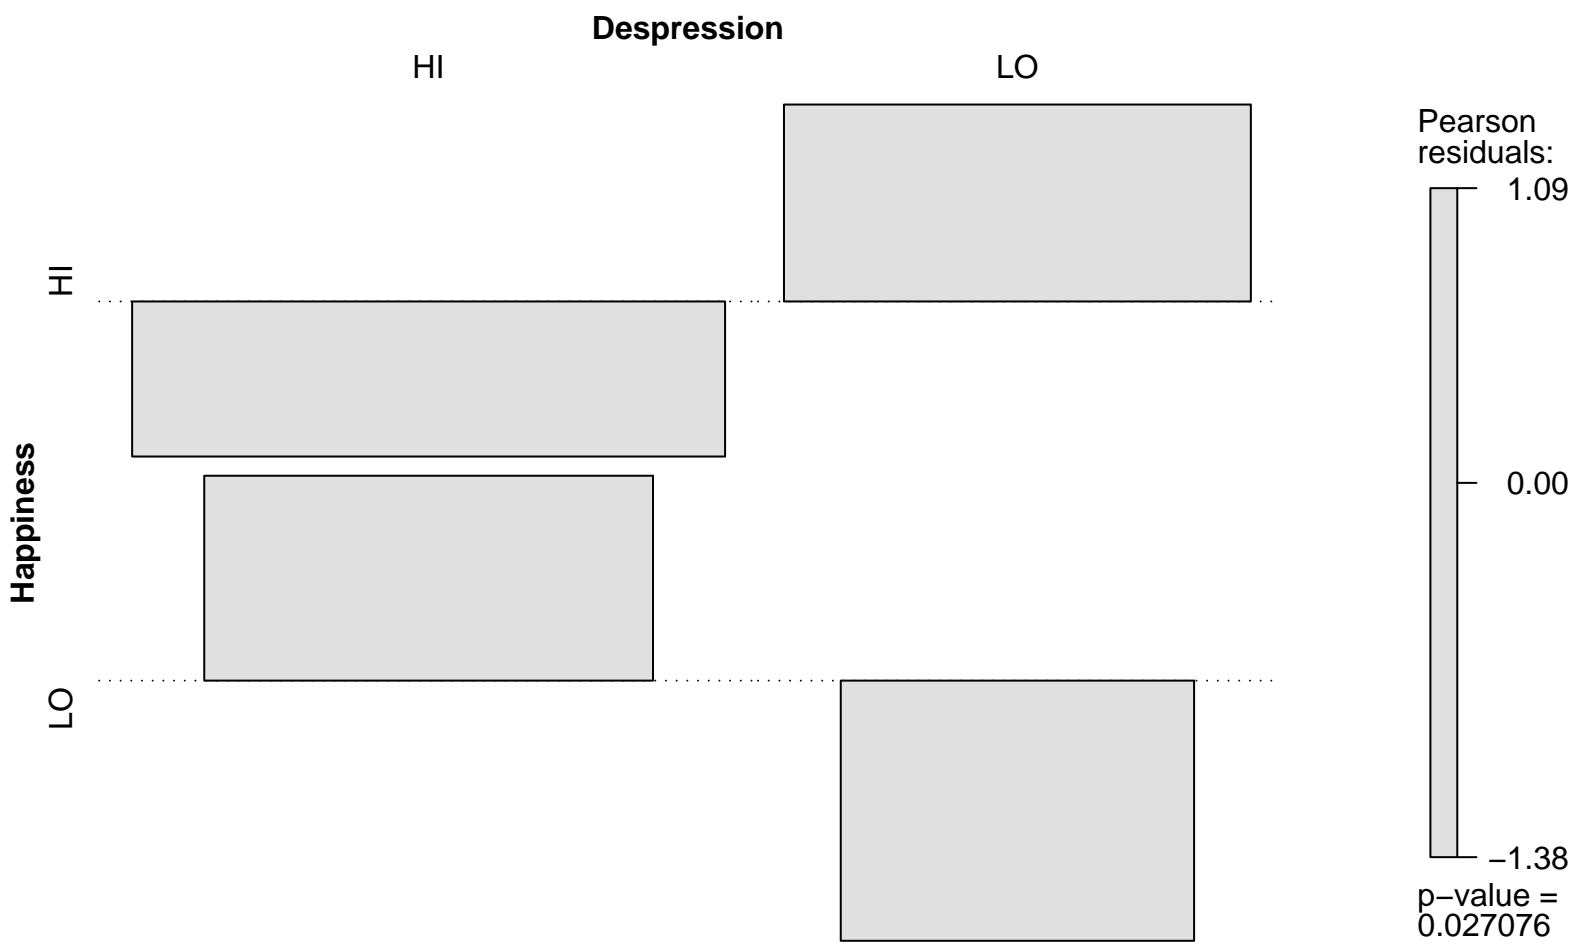 Despression
HI
LO
Happiness
HI
LO
Pearson
residuals:
1.09
0.00
−1.38
p−value =
0.027076